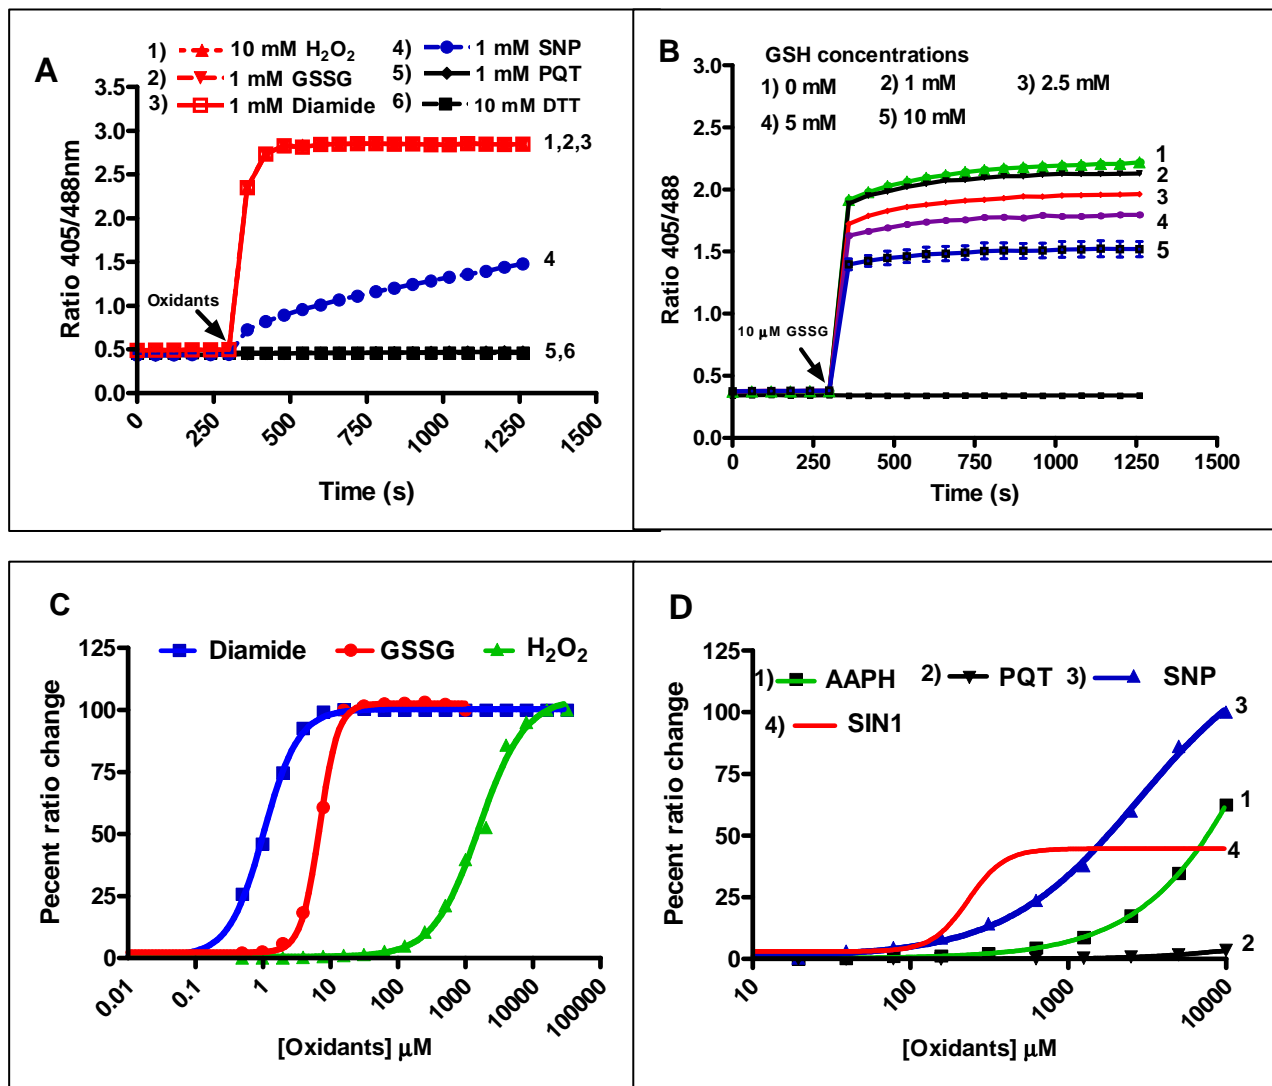 A
1) 10 mM H₂O₂
2) 1 mM GSSG
3) 1 mM Diamide
4) 1 mM SNP
5) 1 mM PQT
6) 10 mM DTT
Ratio 405/488nm
3.0
2.5
2.0
1.5
1.0
0.5
0.0
Oxidants
1,2,3
4
5,6
0
250
500
750
1000
1250
1500
Time (s)
B
GSH concentrations
1) 0 mM 2) 1 mM 3) 2.5 mM
4) 5 mM 5) 10 mM
Ratio 405/488
3.0
2.5
2.0
1.5
1.0
0.5
0.0
10 μM GSSG
1
2
3
4
5
0 250 500 750 1000 1250 1500
Time (s)
C
Diamide GSSG H₂O₂
Pecent ratio change
125
100
75
50
25
0
0.01
0.1
1
10
100
1000
10000
100000
[Oxidants] μM
D
1) AAPH 2) PQT 3) SNP
4) SIN1
Pecent ratio change
125
100
75
50
25
0
3
1
4
2
10
100
1000
10000
[Oxidants] μM